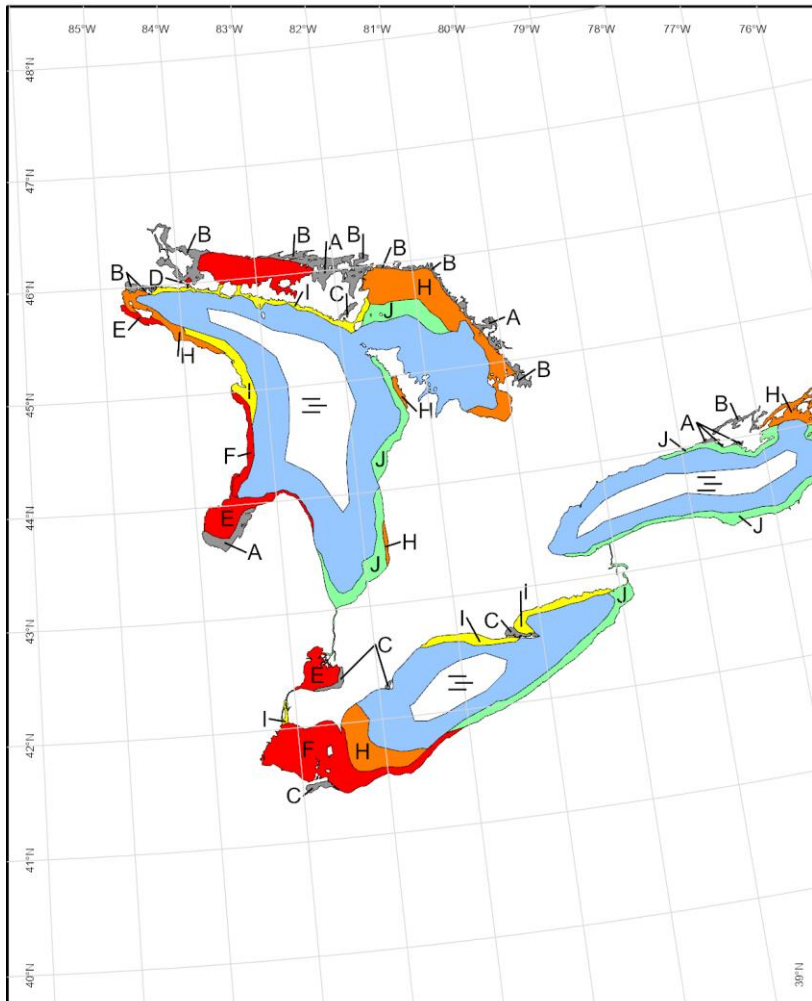 85°W 84°W 83°W 82°W 81°W 80°W 79°W 78°W 77°W 76°W
48°N
47°N
46°N
45°N
44°N
43°N
42°N
41°N
40°N
39°N
B B A B B B
B D I C H A
E H J B
I H
F J
E A H
J
B H
A
J
J
i
I C J
C
E
I
F H
C